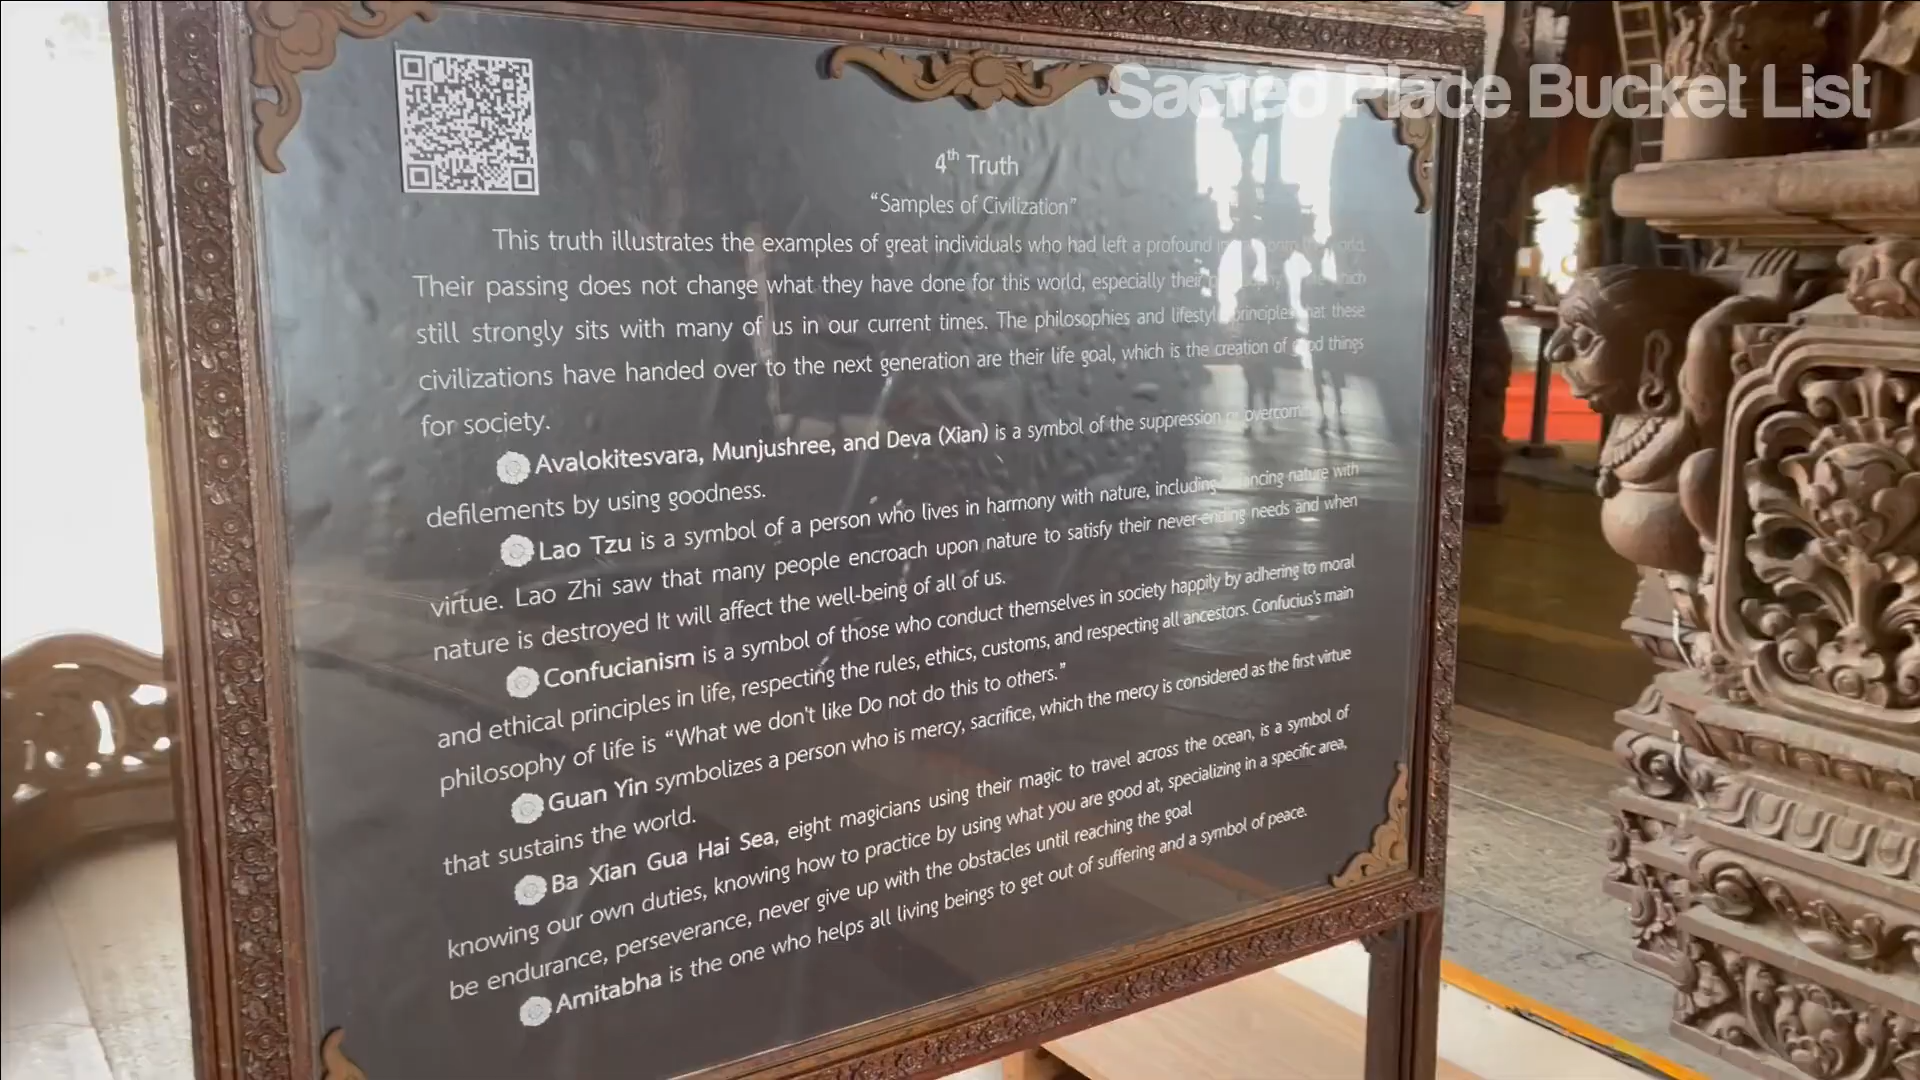 Sacred Place Bucket List
4th Truth
“Samples of Civilization”
This truth illustrates the examples of great individuals who had left a profound
Their passing does not change what they have done for this world, especially their
still strongly sits with many of us in our current times. The philosophies and lifestyle principles that these
civilizations have handed over to the next generation are their life goal, which is the creation of good things
for society.
Avalokitesvara, Munjushree, and Deva (Xian) is a symbol of the suppression
defilements by using goodness.
Lao Tzu is a symbol of a person who lives in harmony with nature, including balancing nature with
virtue. Lao Zhi saw that many people encroach upon nature to satisfy their never-ending needs and when
nature is destroyed It will affect the well-being of all of us.
Confucianism is a symbol of those who conduct themselves in society happily by adhering to moral
and ethical principles in life, respecting the rules, ethics, customs, and respecting all ancestors. Confucius's main
philosophy of life is “What we don't like Do not do this to others.”
Guan Yin symbolizes a person who is mercy, sacrifice, which the mercy is considered as the first virtue
that sustains the world.
Ba Xian Gua Hai Sea, eight magicians using their magic to travel across the ocean, is a symbol of
knowing our own duties, knowing how to practice by using what you are good at, specializing in a specific area,
be endurance, perseverance, never give up with the obstacles until reaching the goal
Amitabha is the one who helps all living beings to get out of suffering and a symbol of peace.